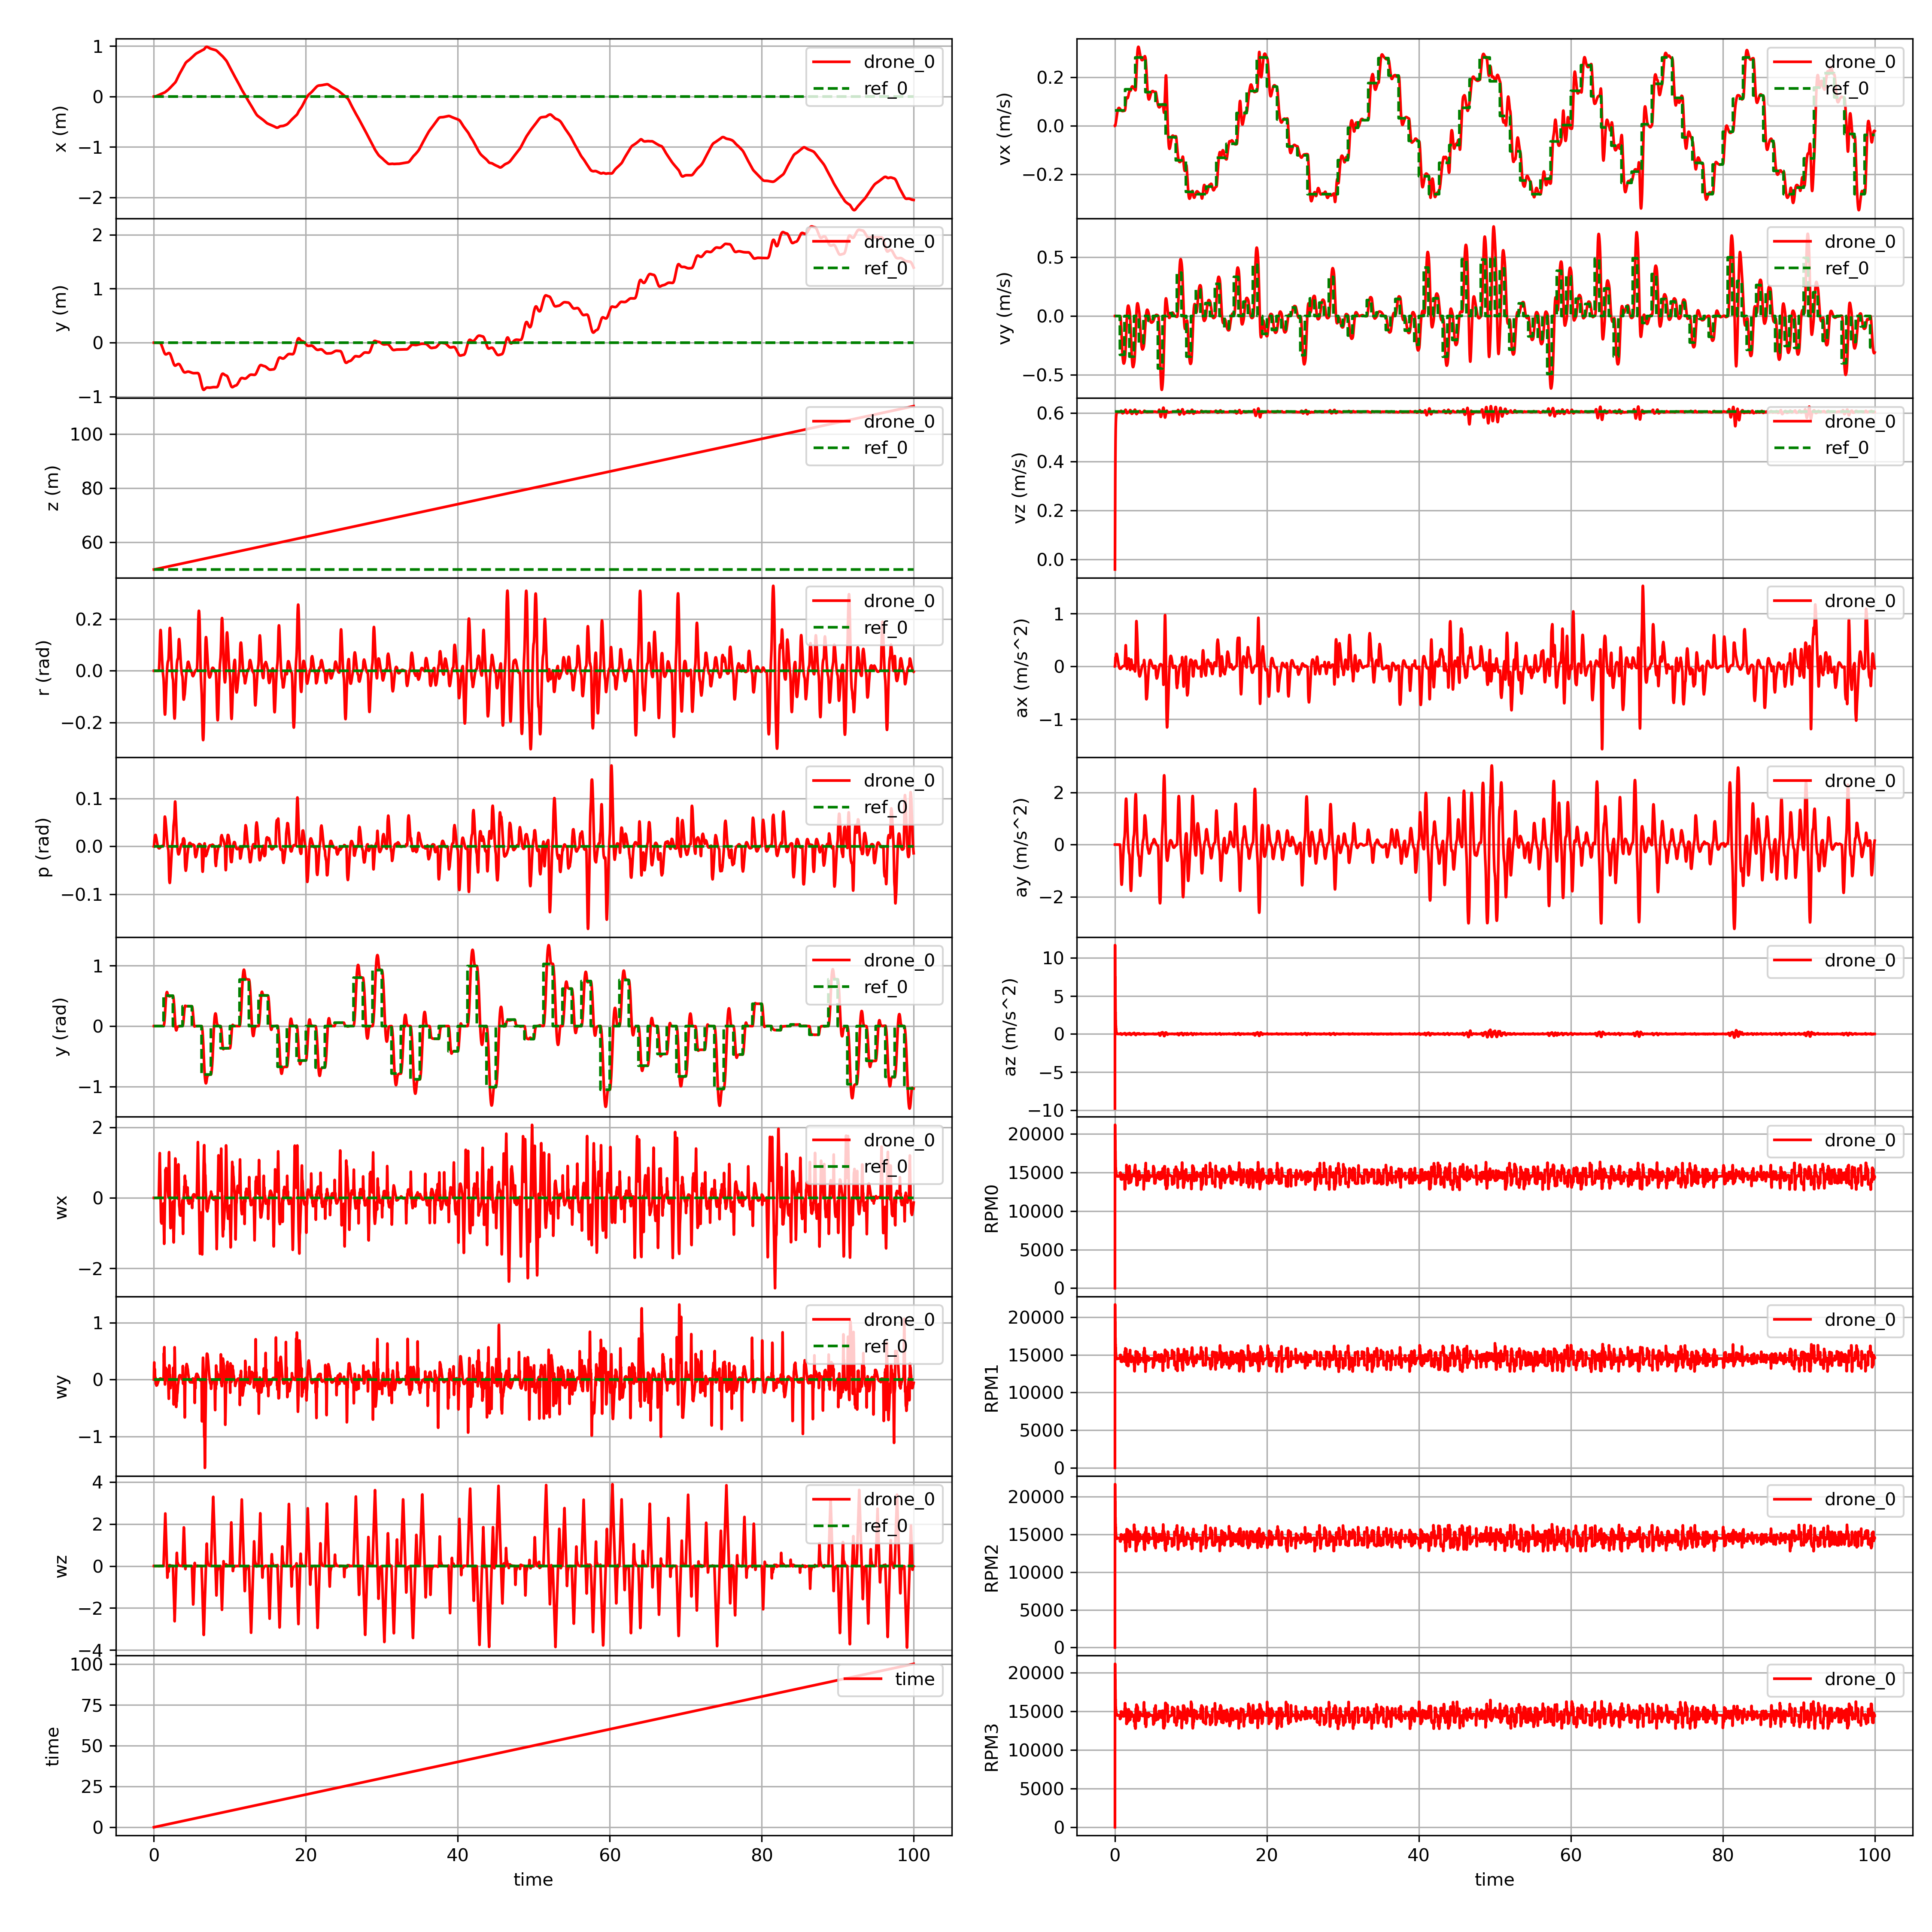 1
0
−1
−2
x (m)
drone_0
ref_0
2
1
0
−1
y (m)
drone_0
ref_0
100
80
60
z (m)
drone_0
ref_0
0.2
0.0
−0.2
r (rad)
drone_0
ref_0
0.1
0.0
−0.1
p (rad)
drone_0
ref_0
1
0
−1
y (rad)
drone_0
ref_0
2
0
−2
wx
drone_0
ref_0
1
0
−1
wy
drone_0
ref_0
4
2
0
−2
−4
wz
drone_0
ref_0
100
75
50
25
0
time
time
0 20 40 60 80 100
time
0.2
0.0
−0.2
vx (m/s)
drone_0
ref_0
0.5
0.0
−0.5
vy (m/s)
drone_0
ref_0
0.6
0.4
0.2
0.0
vz (m/s)
drone_0
ref_0
1
0
−1
ax (m/s^2)
drone_0
2
0
−2
ay (m/s^2)
drone_0
10
5
0
−5
−10
az (m/s^2)
drone_0
20000
15000
10000
5000
0
RPM0
drone_0
20000
15000
10000
5000
0
RPM1
drone_0
20000
15000
10000
5000
0
RPM2
drone_0
20000
15000
10000
5000
0
RPM3
drone_0
0 20 40 60 80 100
time